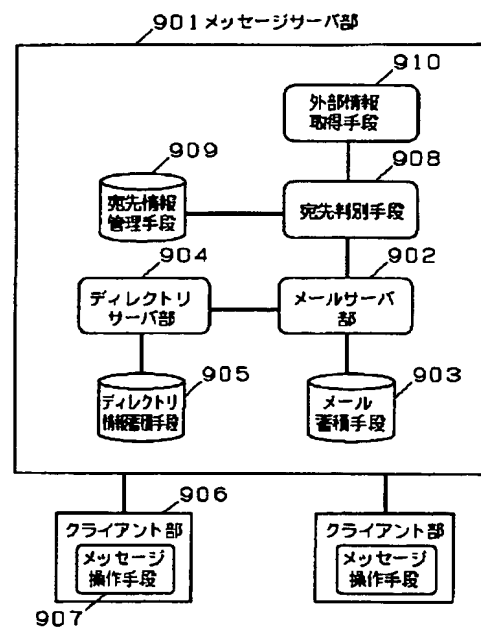 901メッセージサーバ部
910
外部情報
取得手段
909
908
宛先情報
管理手段
宛先判別手段
904
902
ディレクトリ
サーバ部
メールサーバ
部
905
903
ディレクトリ
情報蓄積手段
メール
蓄積手段
906
クライアント部
クライアント部
メッセージ
操作手段
メッセージ
操作手段
907